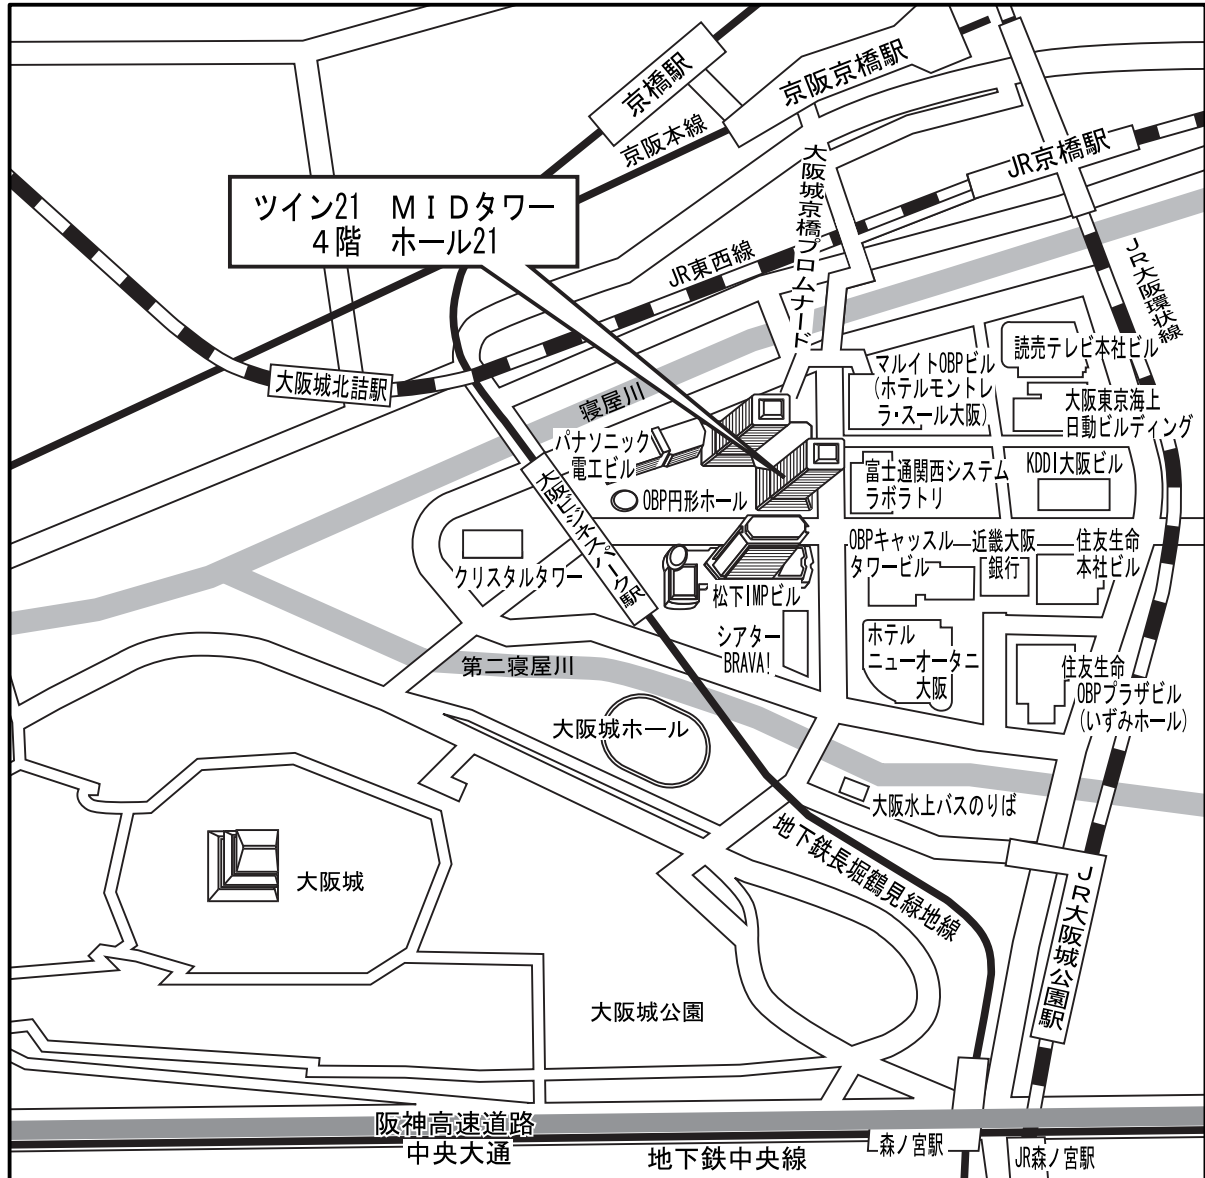 京橋駅
京阪京橋駅
京阪本線
JR京橋駅
大阪城京橋プロムナード
ツイン21　ＭＩＤタワー
４階　ホール21
JR東西線
JR大阪環状線
大阪城北詰駅
寝屋川
読売テレビ本社ビル
マルイトOBPビル
(ホテルモントレ
ラ・スール大阪)
大阪東京海上
日動ビルディング
パナソニック
電工ビル
富士通関西システム
ラボラトリ
KDDI大阪ビル
OBP円形ホール
大阪ビジネスパーク駅
クリスタルタワー
OBPキャッスル
タワービル
近畿大阪
銀行
住友生命
本社ビル
松下IMPビル
シアター
BRAVA!
ホテル
ニューオータニ
大阪
第二寝屋川
住友生命
OBPプラザビル
(いずみホール)
大阪城ホール
大阪水上バスのりば
地下鉄長堀鶴見緑地線
大阪城
JR大阪城公園駅
大阪城公園
阪神高速道路
中央大通
地下鉄中央線
森ノ宮駅
JR森ノ宮駅